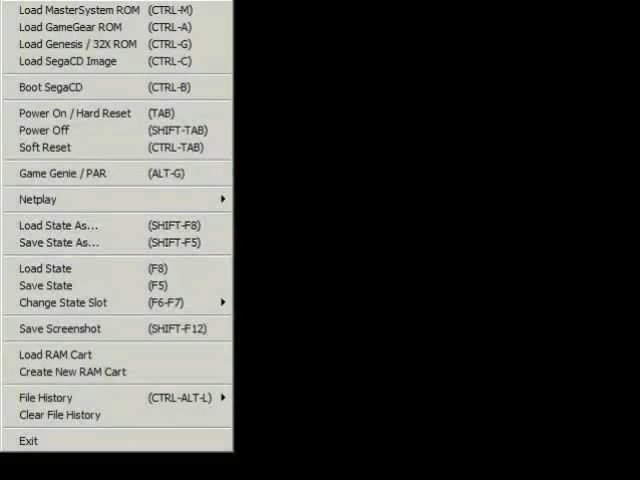 Load MasterSystem ROM (CTRL-M)
Load GameGear ROM (CTRL-A)
Load Genesis / 32X ROM (CTRL-G)
Load SegaCD Image (CTRL-C)
Boot SegaCD (CTRL-B)
Power On / Hard Reset (TAB)
Power Off (SHIFT-TAB)
Soft Reset (CTRL-TAB)
Game Genie / PAR (ALT-G)
Netplay
Load State As... (SHIFT-F8)
Save State As... (SHIFT-F5)
Load State (F8)
Save State (F5)
Change State Slot (F6-F7)
Save Screenshot (SHIFT-F12)
Load RAM Cart
Create New RAM Cart
File History (CTRL-ALT-L)
Clear File History
Exit